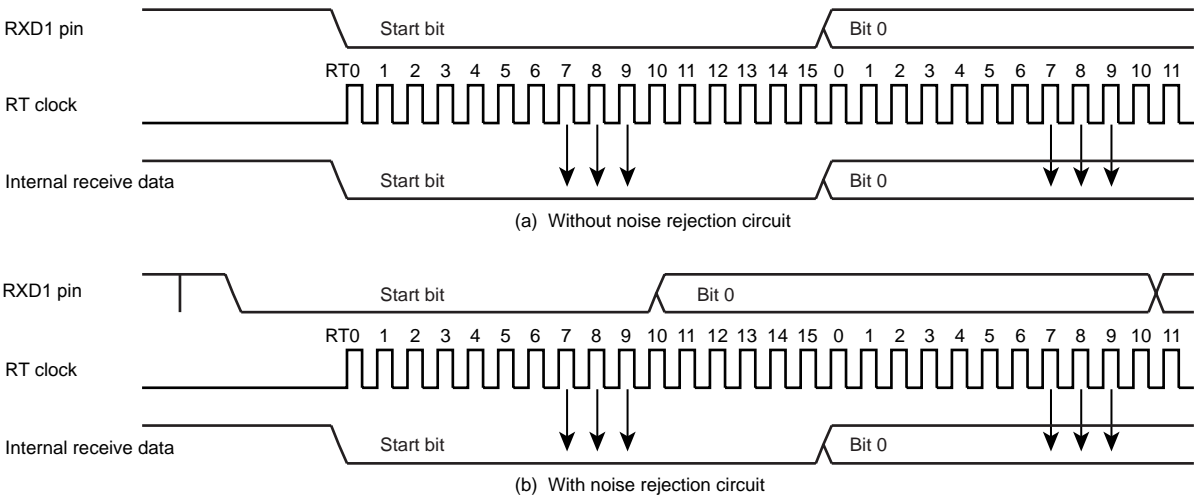 RXD1 pin
Start bit
Bit 0
RT0 1 2 3 4 5 6 7 8 9 10 11 12 13 14 15 0 1 2 3 4 5 6 7 8 9 10 11
RT clock
Internal receive data
Start bit
Bit 0
(a) Without noise rejection circuit
RXD1 pin
Start bit
Bit 0
RT0 1 2 3 4 5 6 7 8 9 10 11 12 13 14 15 0 1 2 3 4 5 6 7 8 9 10 11
RT clock
Internal receive data
Start bit
Bit 0
(b) With noise rejection circuit